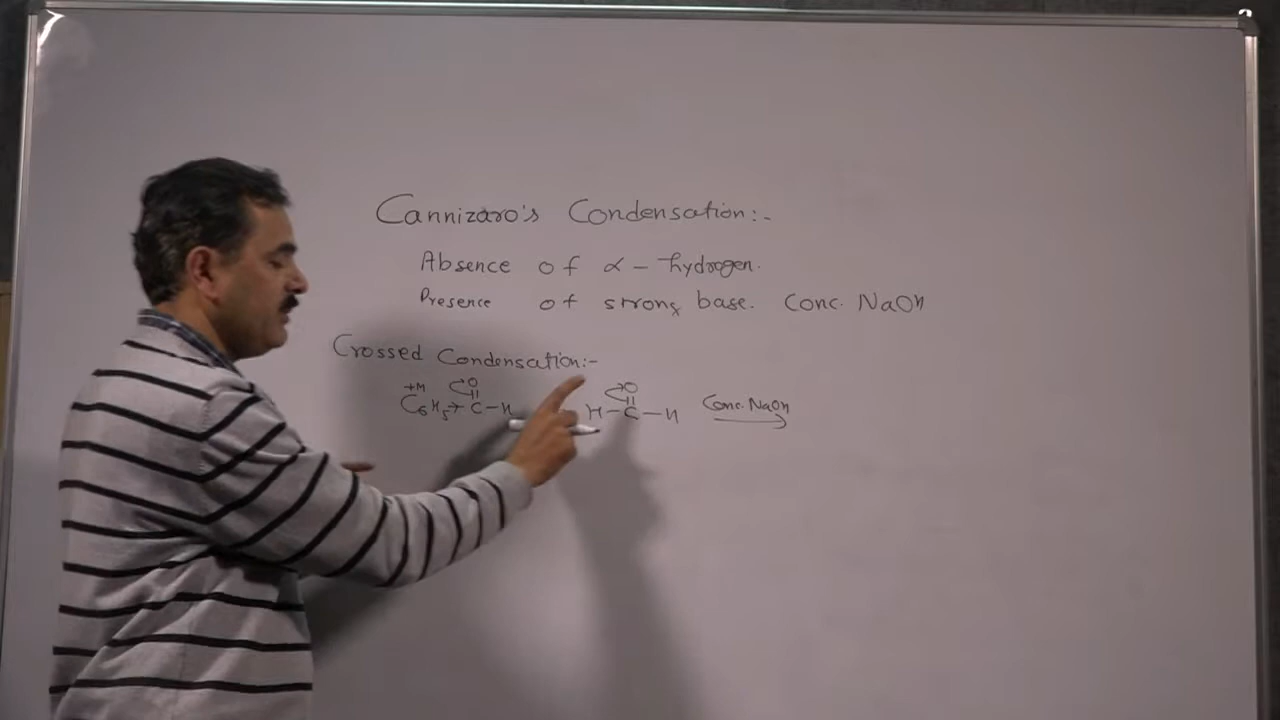 Cannizaro's Condensation:-
Absence of α - hydrogen.
Presence of strong base. Conc. NaOH
Crossed Condensation:-
+M O O
C6H5→C-H H-C-H Conc. NaOH →